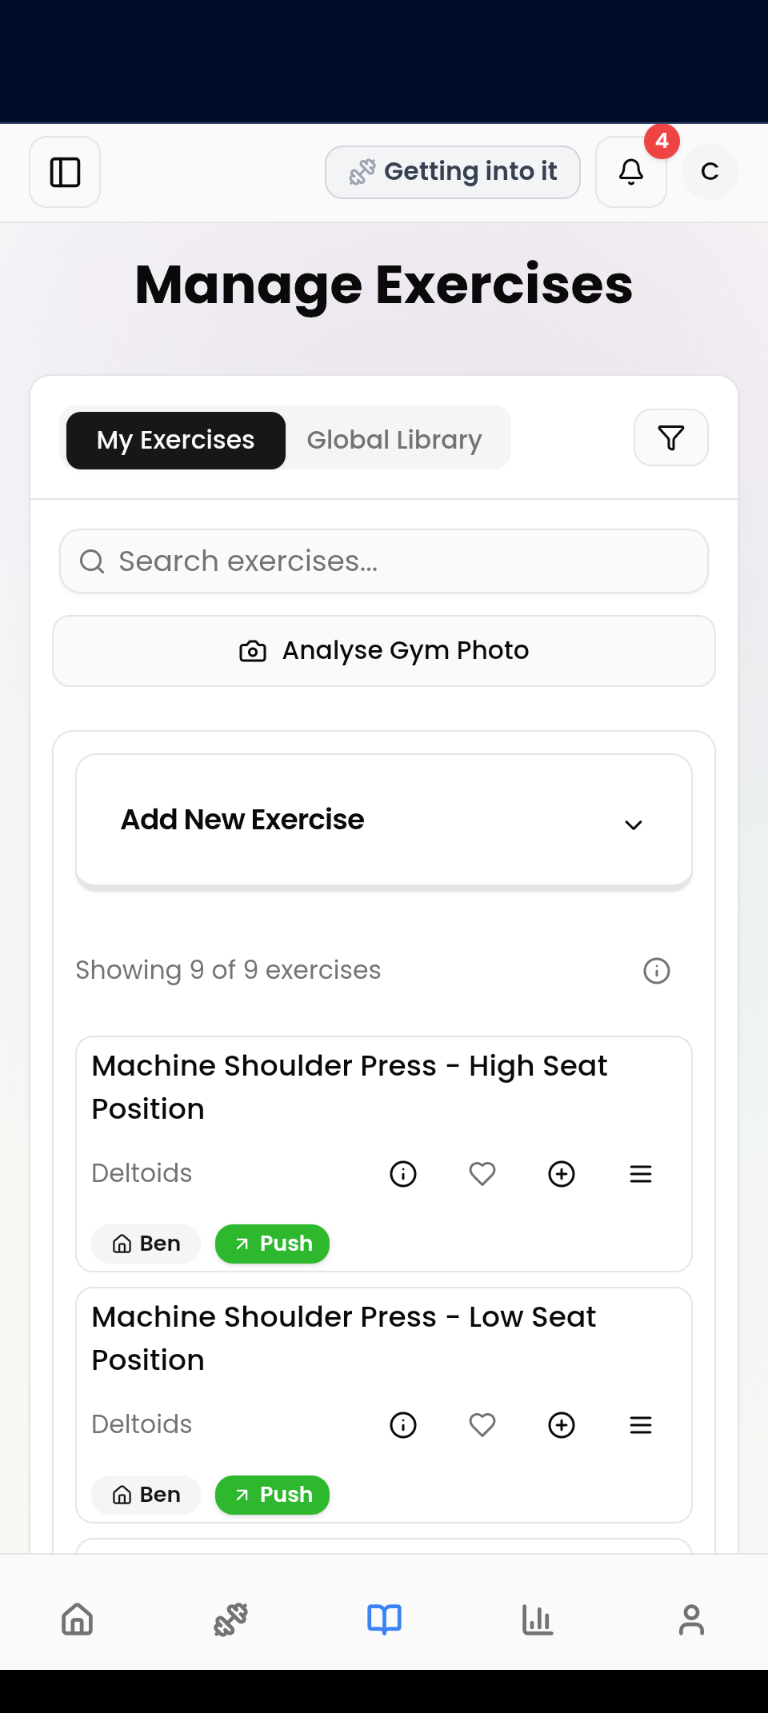 Getting into it
4
C
Manage Exercises
My Exercises
Global Library
Search exercises...
Analyse Gym Photo
Add New Exercise
Showing 9 of 9 exercises
Machine Shoulder Press - High Seat
Position
Deltoids
Ben
Push
Machine Shoulder Press - Low Seat
Position
Deltoids
Ben
Push